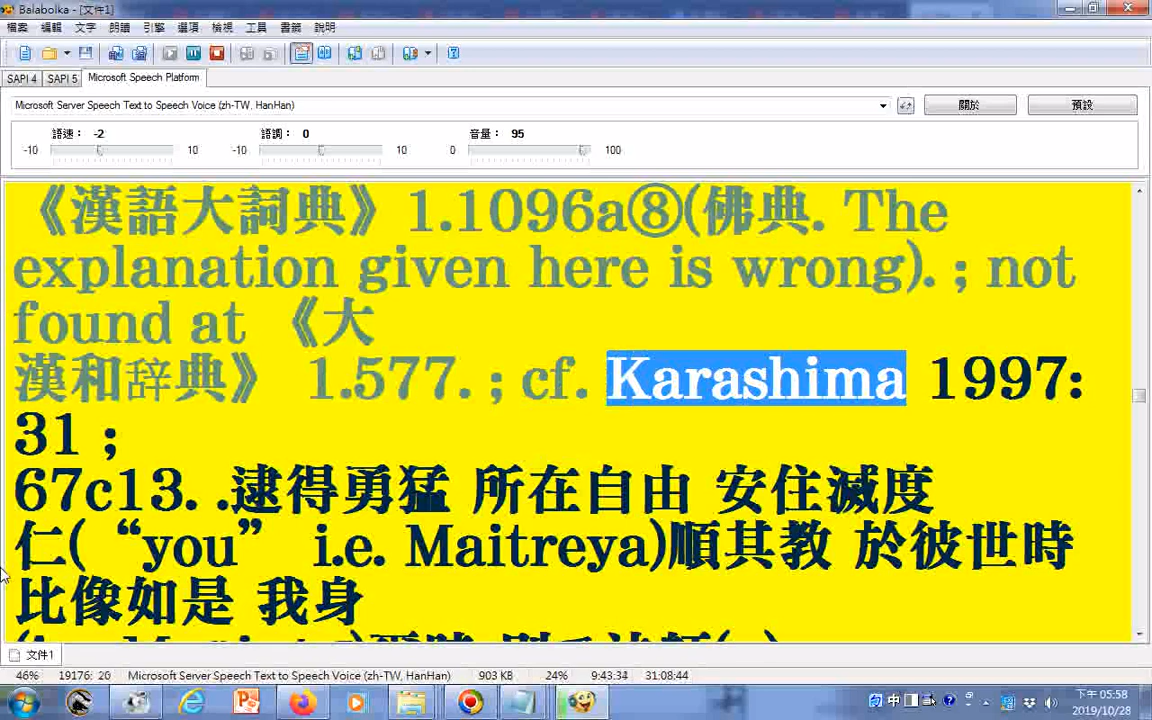 Balabolka - [文件1]
檔案 編輯 文字 朗讀 引擎 選項 檢視 工具 書籤 說明
SAPI 4 SAPI 5 Microsoft Speech Platform
Microsoft Server Speech Text to Speech Voice (zh-TW, HanHan) 關於 預設
語速： -2 語調： 0 音量： 95
-10 10 -10 10 0 100
《漢語大詞典》 1.1096a⑧(佛典. The
explanation given here is wrong). ; not
found at 《大
漢和辞典》 1.577. ; cf. Karashima 1997:
31 ;
67c13. .逮得勇猛 所在自由 安住滅度
仁(“you” i.e. Maitreya)順其教 於彼世時
比像如是 我身
文件1
46% 19176: 20 Microsoft Server Speech Text to Speech Voice (zh-TW, HanHan) 903 KB 24% 9:43:34 31:08:44
中 下午 05:58
2019/10/28